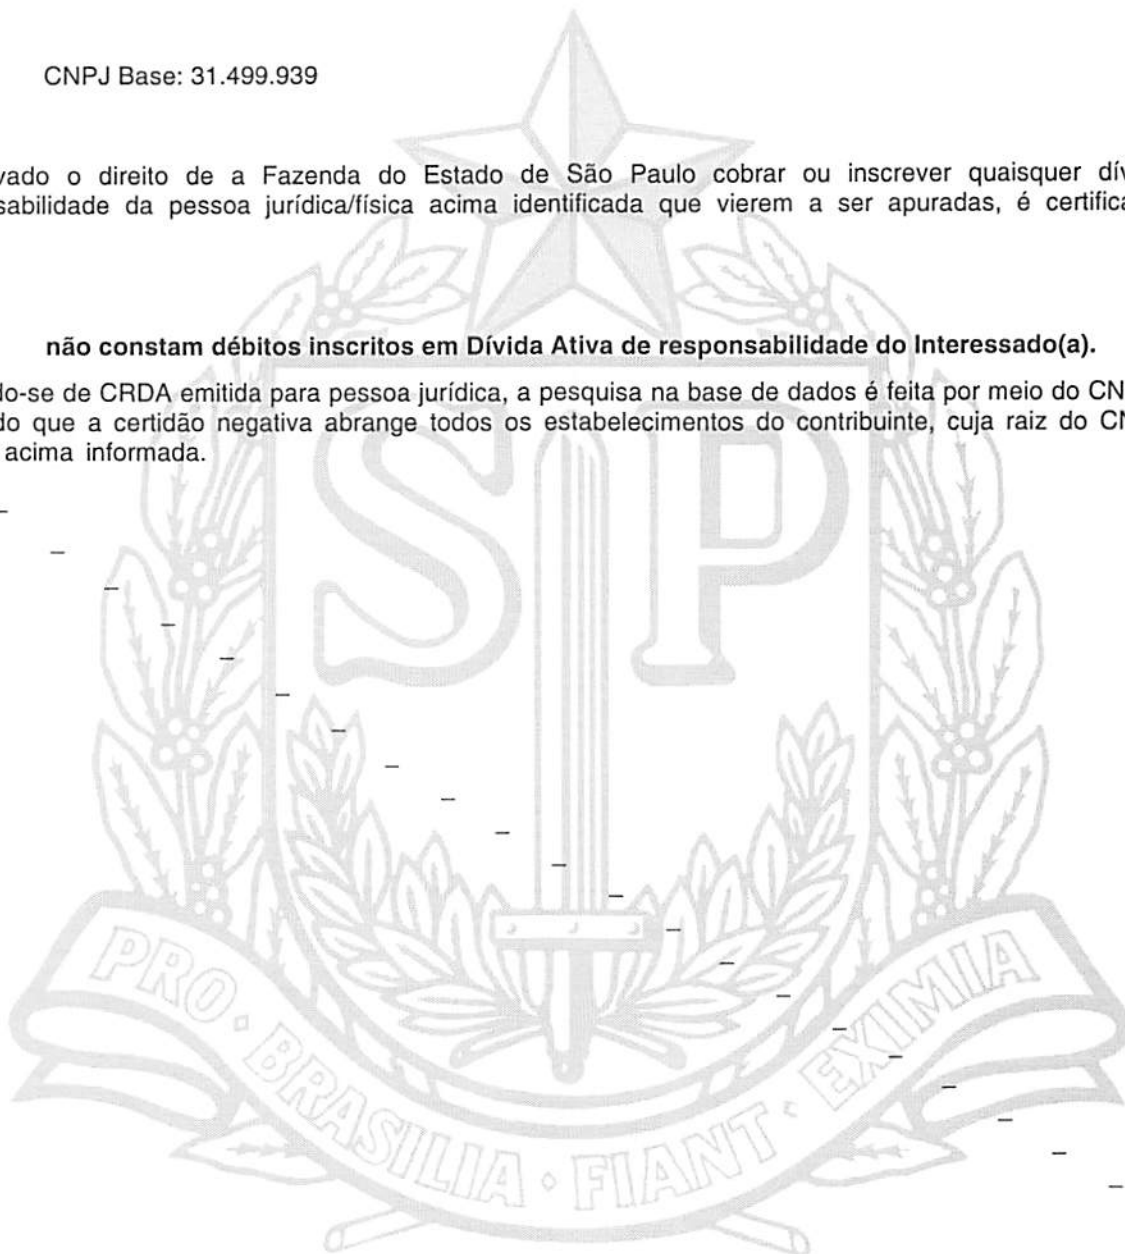 CNPJ Base: 31.499.939
vado o direito de a Fazenda do Estado de São Paulo cobrar ou inscrever quaisquer dív
sabilidade da pessoa jurídica/física acima identificada que vierem a ser apuradas, é certifica
não constam débitos inscritos em Dívida Ativa de responsabilidade do Interessado(a).
do-se de CRDA emitida para pessoa jurídica, a pesquisa na base de dados é feita por meio do CN
do que a certidão negativa abrange todos os estabelecimentos do contribuinte, cuja raiz do CN
acima informada.
SP
PRO • BRASILIA • FIANT • EXIMIA